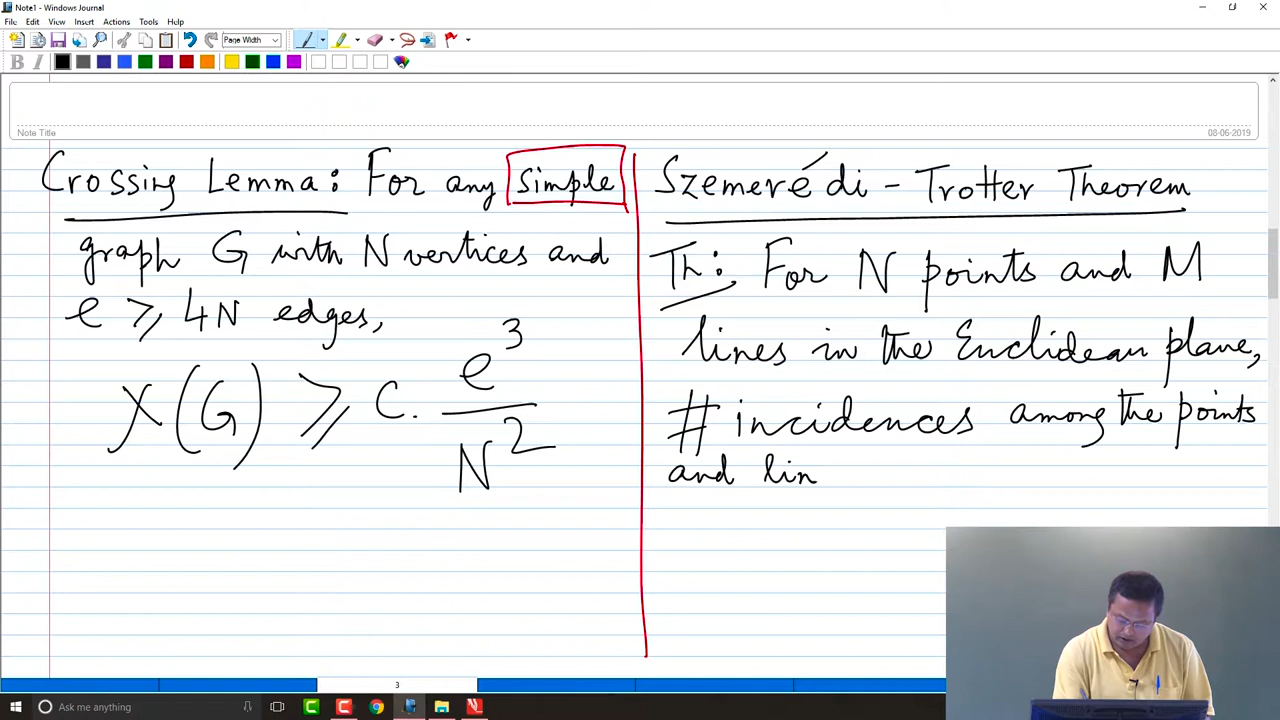 Note1 - Windows Journal
File Edit View Insert Actions Tools Help
Page Width
B I
Note Title
08-06-2019
Crossing Lemma: For any simple
graph G with N vertices and
e ⩾ 4N edges,
χ(G) ⩾ C. e³/N²
Szemerédi - Trotter Theorem
Th: For N points and M
lines in the Euclidean plane,
# incidences among the points
and lin
3
Ask me anything